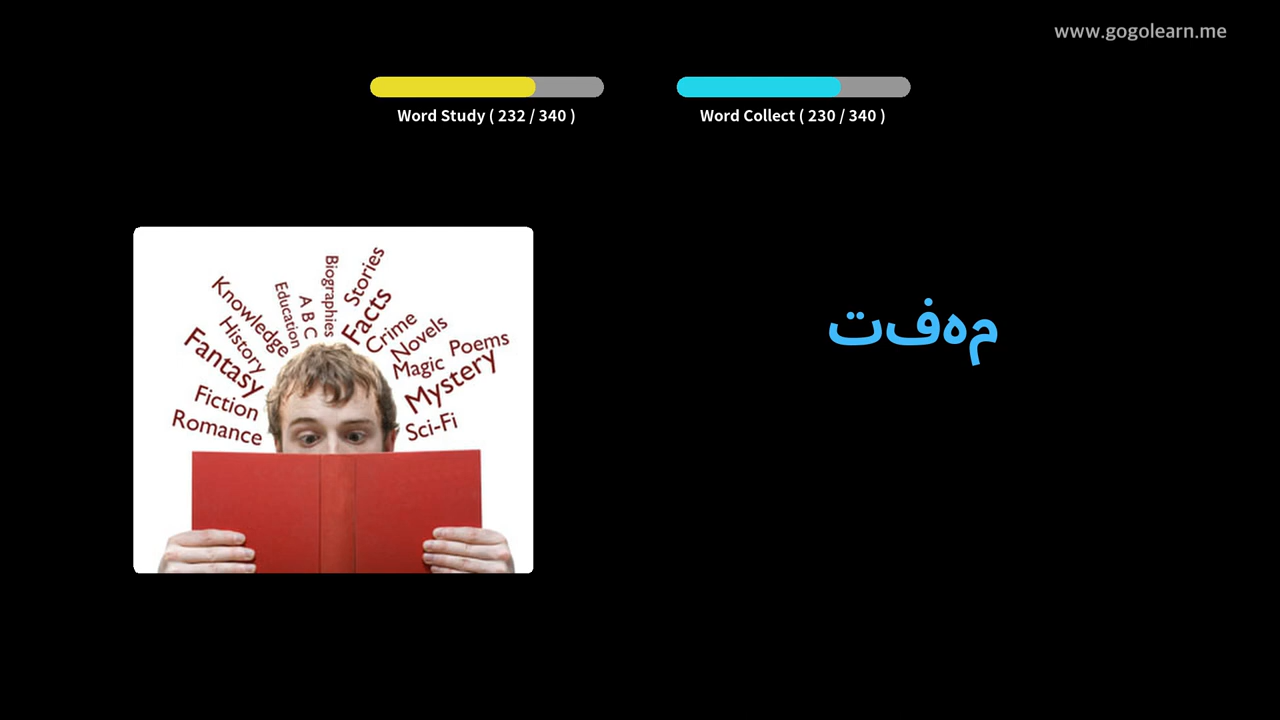 www.gogolearn.me
Word Study ( 232 / 340 )
Word Collect ( 230 / 340 )
مهفت
Biographies
Stories
Knowledge
Education
A B C
Facts
History
Crime
Novels
Fantasy
Magic
Poems
Mystery
Fiction
Romance
Sci-Fi